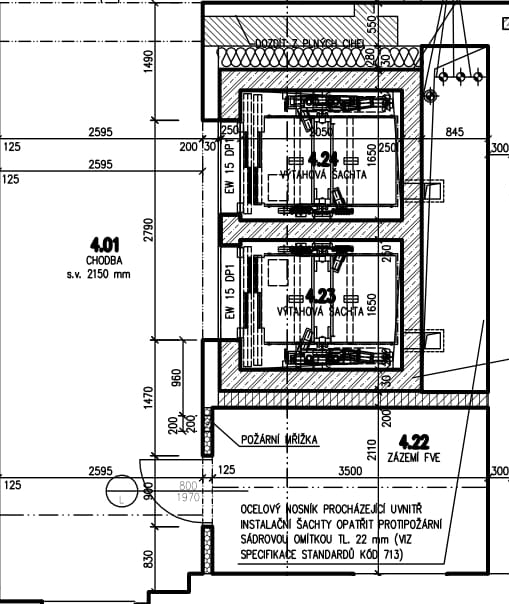 550
DOZDÍT Z PLNÝCH CIHEL
1490
280
30
2595
250
2050
845
125
200
30
250
300
2595
125
EW 15 DP1
4.24
VÝTAHOVÁ ŠACHTA
1650
4.01
CHODBA
s.v. 2150 mm
2790
250
EW 15 DP1
4.23
VÝTAHOVÁ ŠACHTA
1650
960
30
1470
200
200
200
POŽÁRNÍ MŘÍŽKA
2110
4.22
ZÁZEMÍ FVE
2595
125
3500
125
300
800
1970
L
900
OCELOVÝ NOSNÍK PROCHÁZEJÍCÍ UVNITŘ
INSTALAČNÍ ŠACHTY OPATŘIT PROTIPOŽÁRNÍ
SÁDROVOU OMÍTKOU TL. 22 mm (VIZ
SPECIFIKACE STANDARDŮ KÓD 713)
830